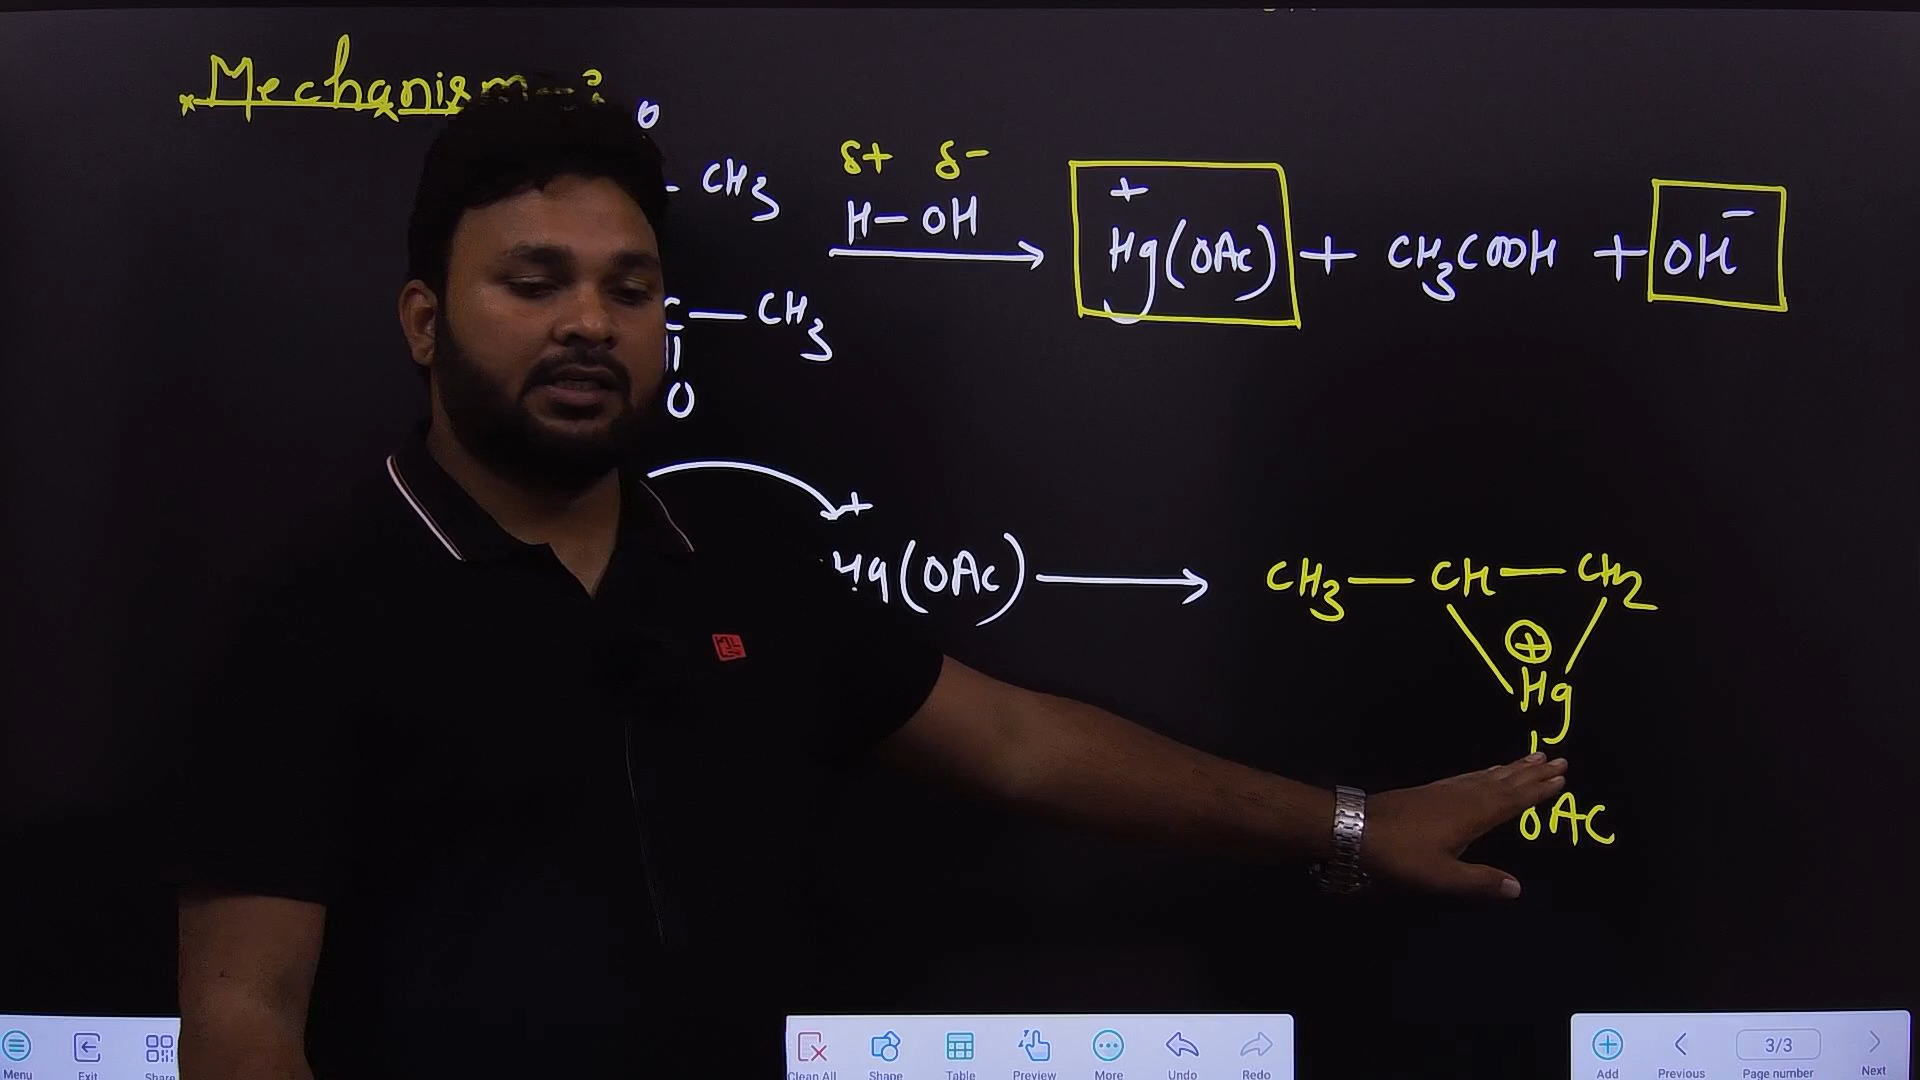 Mechanism :-
O
- CH3
δ+ δ-
H-OH
+
Hg(OAc) + CH3COOH + OH-
C-CH3
||
O
+
Hg(OAc) → CH3-CH-CH2
⊕
Hg
OAc
Menu Exit Share Clean All Shape Table Preview More Undo Redo Add Previous 3/3 Page number Next